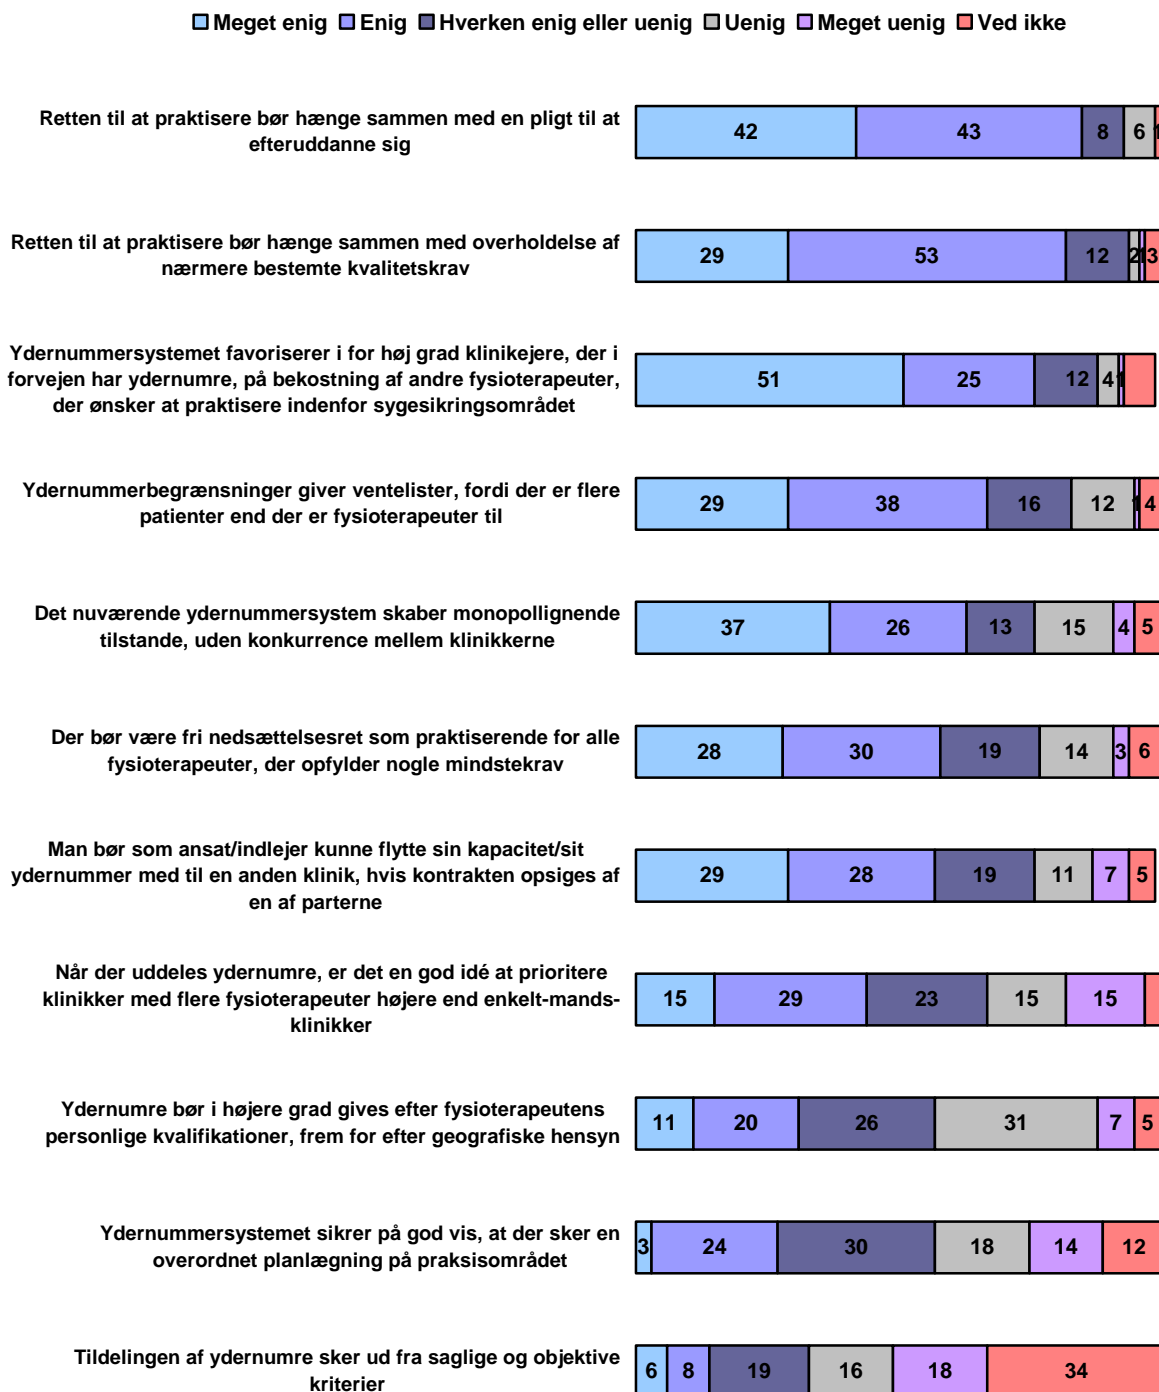 Meget enig Enig Hverken enig eller uenig Uenig Meget uenig Ved ikke
Retten til at praktisere bør hænge sammen med en pligt til at
efteruddanne sig
42 43 8 6 1
Retten til at praktisere bør hænge sammen med overholdelse af
nærmere bestemte kvalitetskrav
29 53 12 2 1 3
Ydernummersystemet favoriserer i for høj grad klinikejere, der i
forvejen har ydernumre, på bekostning af andre fysioterapeuter,
der ønsker at praktisere indenfor sygesikringsområdet
51 25 12 4 1
Ydernummerbegrænsninger giver ventelister, fordi der er flere
patienter end der er fysioterapeuter til
29 38 16 12 1 4
Det nuværende ydernummersystem skaber monopollignende
tilstande, uden konkurrence mellem klinikkerne
37 26 13 15 4 5
Der bør være fri nedsættelsesret som praktiserende for alle
fysioterapeuter, der opfylder nogle mindstekrav
28 30 19 14 3 6
Man bør som ansat/indlejer kunne flytte sin kapacitet/sit
ydernummer med til en anden klinik, hvis kontrakten opsiges af
en af parterne
29 28 19 11 7 5
Når der uddeles ydernumre, er det en god idé at prioritere
klinikker med flere fysioterapeuter højere end enkelt-mands-
klinikker
15 29 23 15 15
Ydernumre bør i højere grad gives efter fysioterapeutens
personlige kvalifikationer, frem for efter geografiske hensyn
11 20 26 31 7 5
Ydernummersystemet sikrer på god vis, at der sker en
overordnet planlægning på praksisområdet
3 24 30 18 14 12
Tildelingen af ydernumre sker ud fra saglige og objektive
kriterier
6 8 19 16 18 34